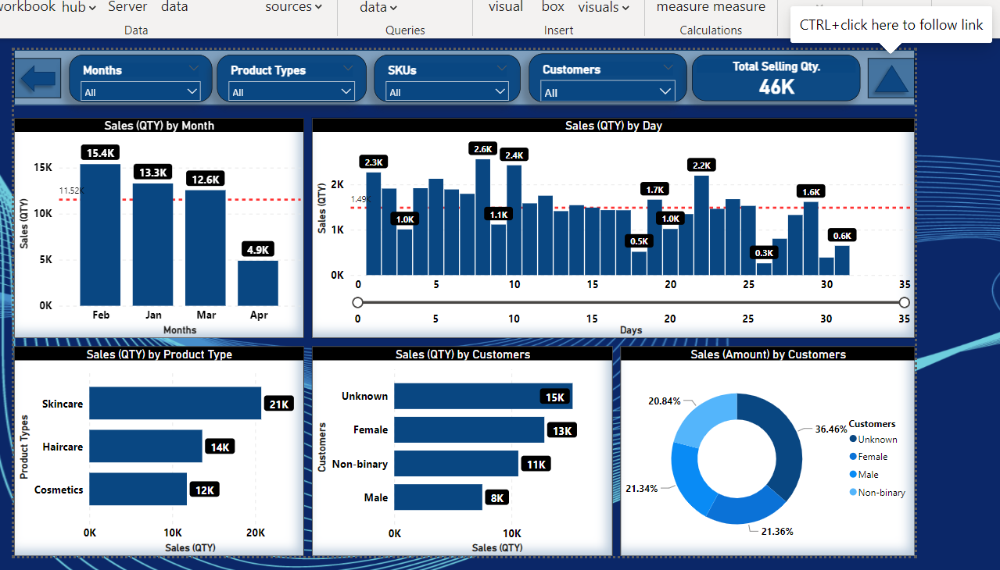 workbook hub Server data sources data visual box visuals measure measure
CTRL+click here to follow link
Data Queries Insert Calculations
Months
All
Product Types
All
SKUs
All
Customers
All
Total Selling Qty.
46K
Sales (QTY) by Month
15.4K
13.3K
12.6K
4.9K
11.52K
15K
10K
5K
0K
Sales (QTY)
Feb Jan Mar Apr
Months
Sales (QTY) by Day
2.3K
1.0K
2.6K
1.1K
2.4K
0.5K
1.7K
1.0K
2.2K
0.3K
1.6K
0.6K
1.49K
2K
1K
0K
Sales (QTY)
0 5 10 15 20 25 30 35
0 5 10 15 20 25 30 35
Days
Sales (QTY) by Product Type
Product Types
Skincare 21K
Haircare 14K
Cosmetics 12K
0K 10K 20K
Sales (QTY)
Sales (QTY) by Customers
Customers
Unknown 15K
Female 13K
Non-binary 11K
Male 8K
0K 10K
Sales (QTY)
Sales (Amount) by Customers
20.84%
36.46%
21.34%
21.36%
Customers
Unknown
Female
Male
Non-binary